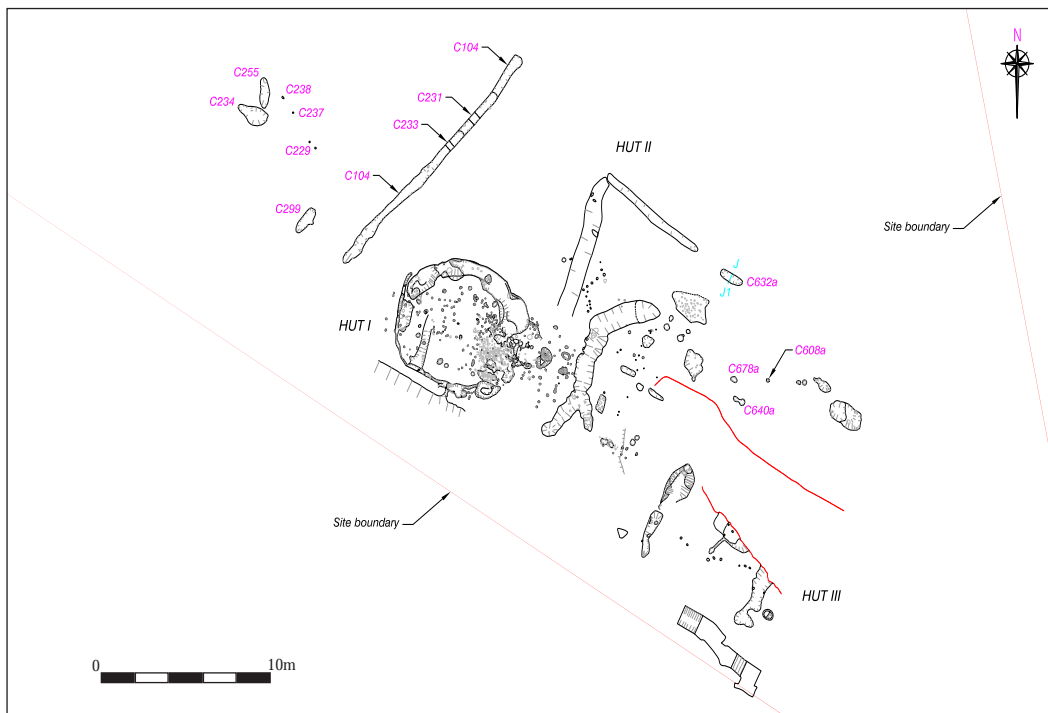 N
C104
C255
C238
C234
C231
C237
C233
C229
HUT II
C104
C299
Site boundary
J
C632a
J1
HUT I
C608a
C678a
C640a
Site boundary
HUT III
0 10m